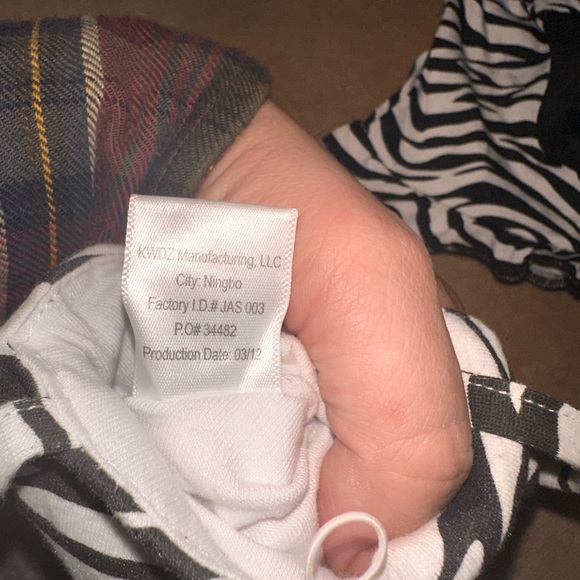 KWDZ Manufacturing, LLC
City: Ningbo
Factory I.D.# JAS 003
P.O# 34482
Production Date: 03/12